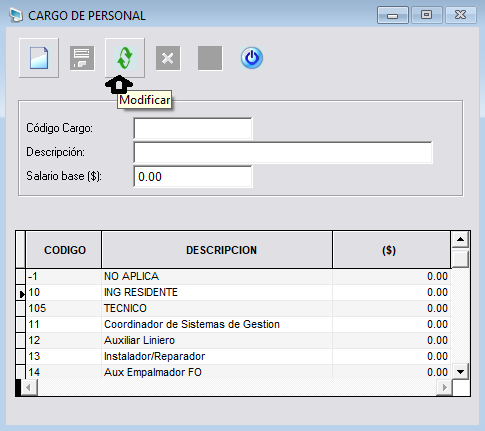 CARGO DE PERSONAL
Modificar
Código Cargo:
Descripción:
Salario base ($): 0.00
CODIGO DESCRIPCION ($)
-1 NO APLICA 0.00
10 ING RESIDENTE 0.00
105 TECNICO 0.00
11 Coordinador de Sistemas de Gestion 0.00
12 Auxiliar Liniero 0.00
13 Instalador/Reparador 0.00
14 Aux Empalmador FO 0.00